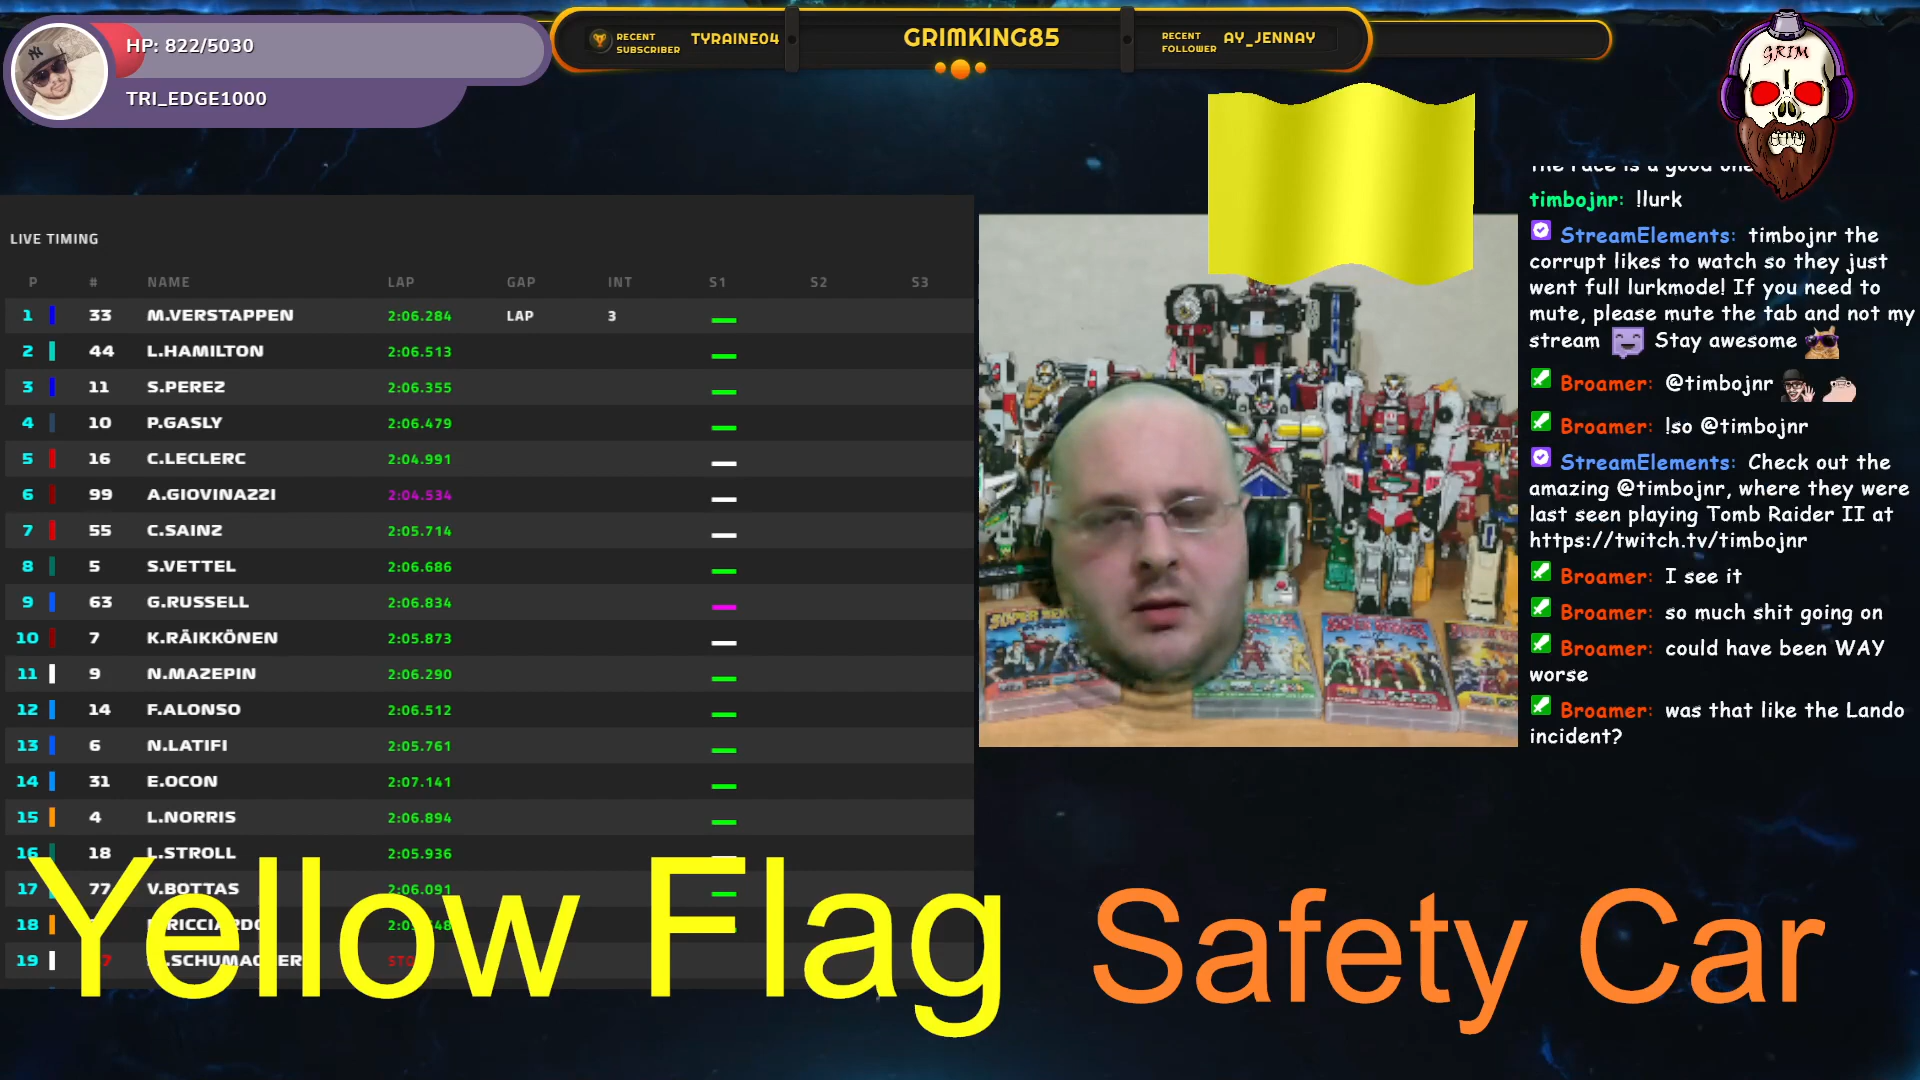 HP: 822/5030
TRI_EDGE1000
RECENT SUBSCRIBER TYRAINE04
GRIMKING85
RECENT FOLLOWER AY_JENNAY
GRIM
LIVE TIMING
P # NAME LAP GAP INT S1 S2 S3
1 33 M.VERSTAPPEN 2:06.284 LAP 3
2 44 L.HAMILTON 2:06.513
3 11 S.PEREZ 2:06.355
4 10 P.GASLY 2:06.479
5 16 C.LECLERC 2:04.991
6 99 A.GIOVINAZZI 2:04.534
7 55 C.SAINZ 2:05.714
8 5 S.VETTEL 2:06.686
9 63 G.RUSSELL 2:06.834
10 7 K.RÄIKKÖNEN 2:05.873
11 9 N.MAZEPIN 2:06.290
12 14 F.ALONSO 2:06.512
13 6 N.LATIFI 2:05.761
14 31 E.OCON 2:07.141
15 4 L.NORRIS 2:06.894
16 18 L.STROLL 2:05.936
17 77 V.BOTTAS 2:06.091
18
19
Yellow Flag
Safety Car
the race is a good one
timbojnr: !lurk
StreamElements: timbojnr the
corrupt likes to watch so they just
went full lurkmode! If you need to
mute, please mute the tab and not my
stream Stay awesome
Broamer: @timbojnr
Broamer: !so @timbojnr
StreamElements: Check out the
amazing @timbojnr, where they were
last seen playing Tomb Raider II at
https://twitch.tv/timbojnr
Broamer: I see it
Broamer: so much shit going on
Broamer: could have been WAY
worse
Broamer: was that like the Lando
incident?